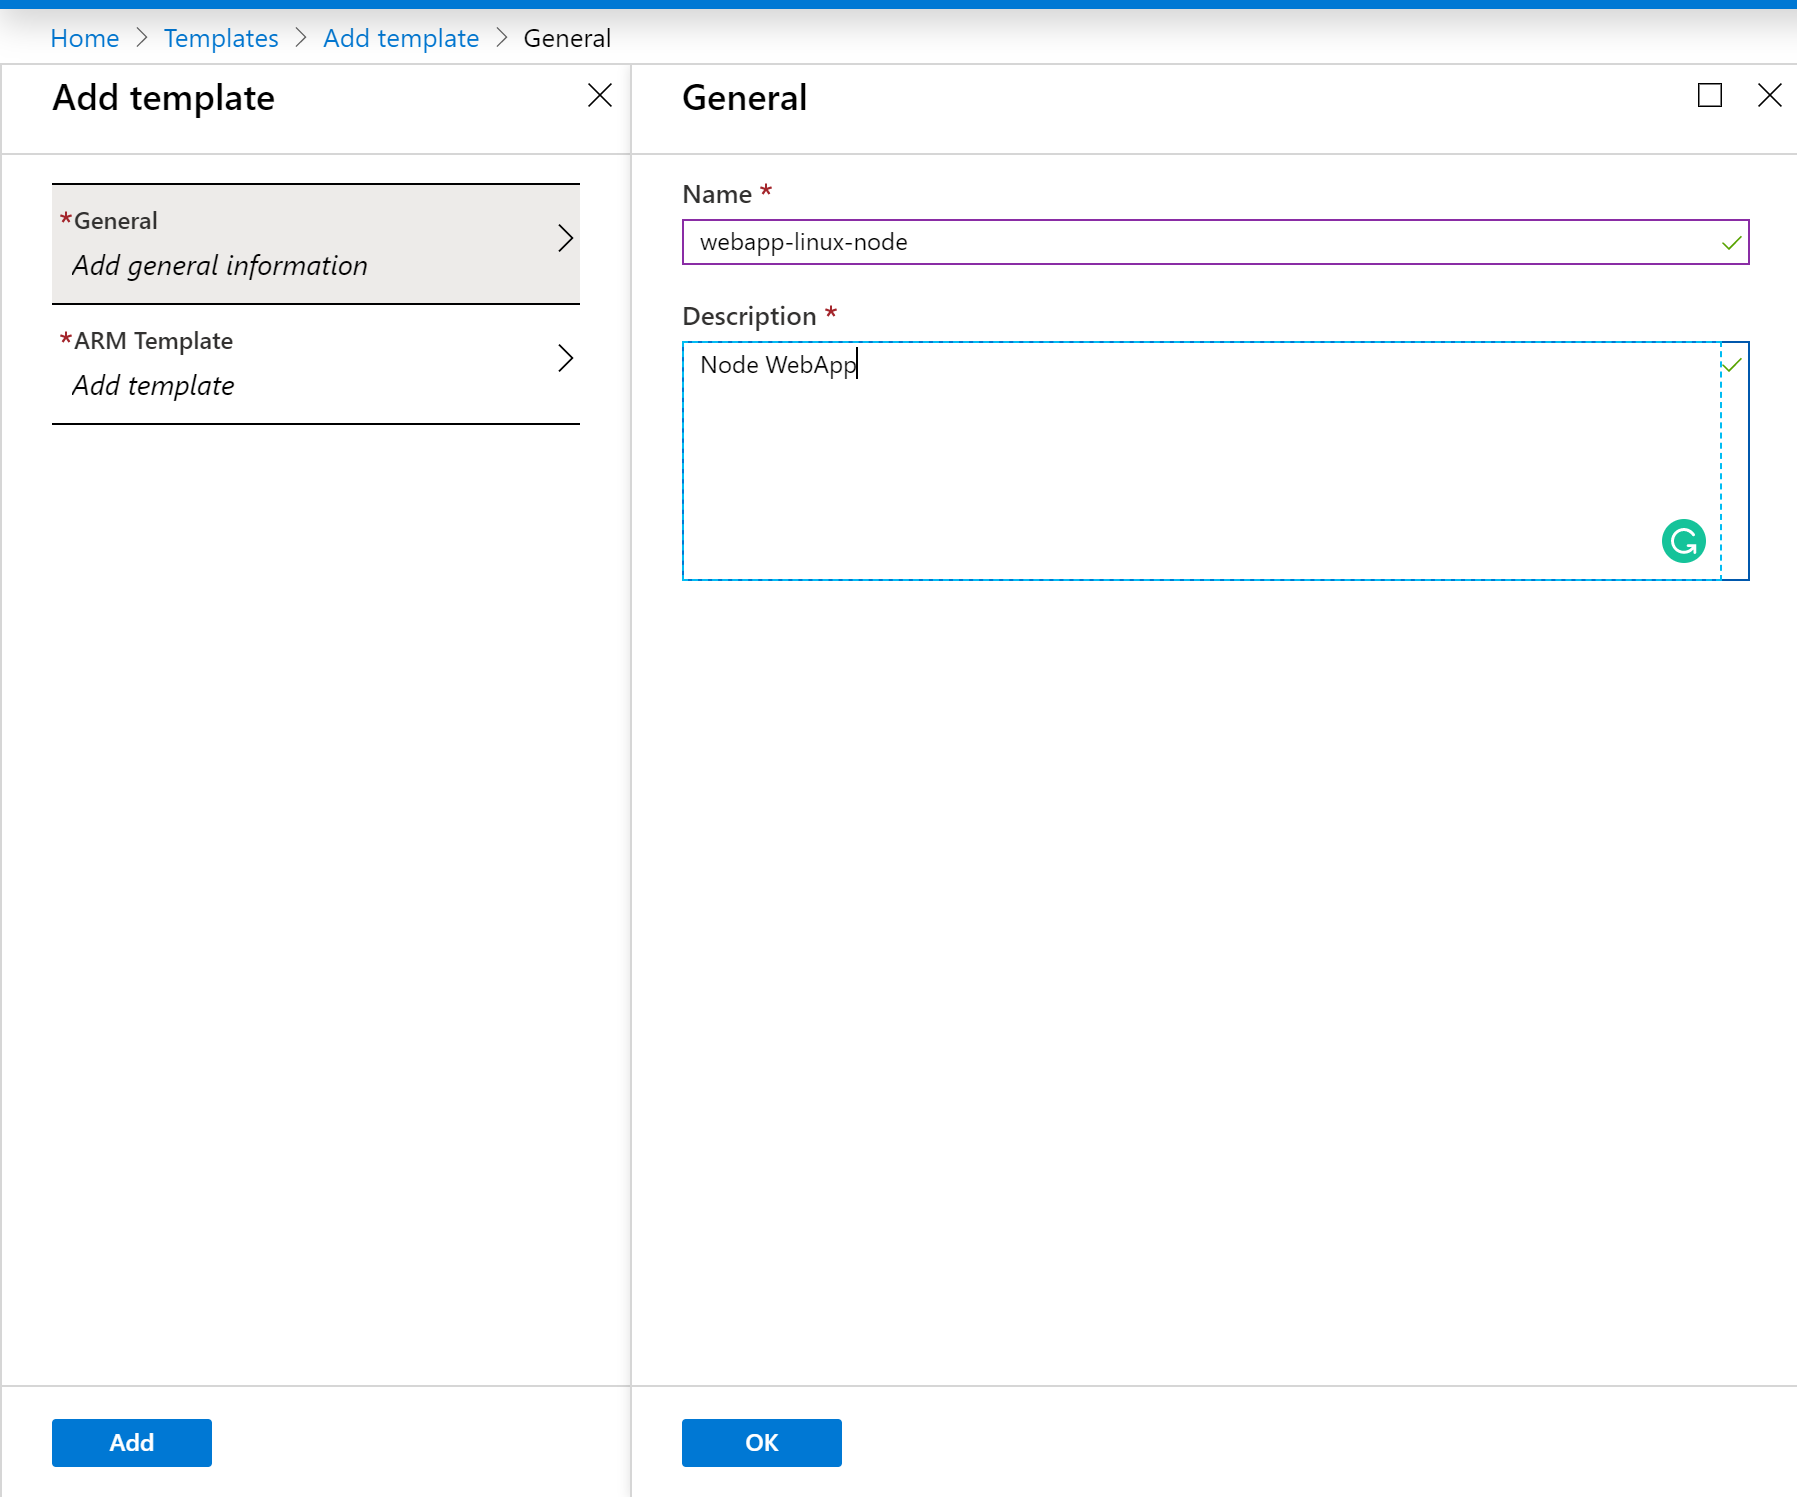 Home > Templates > Add template > General
Add template
*General
Add general information
*ARM Template
Add template
Add
General
Name *
webapp-linux-node
Description *
Node WebApp
OK